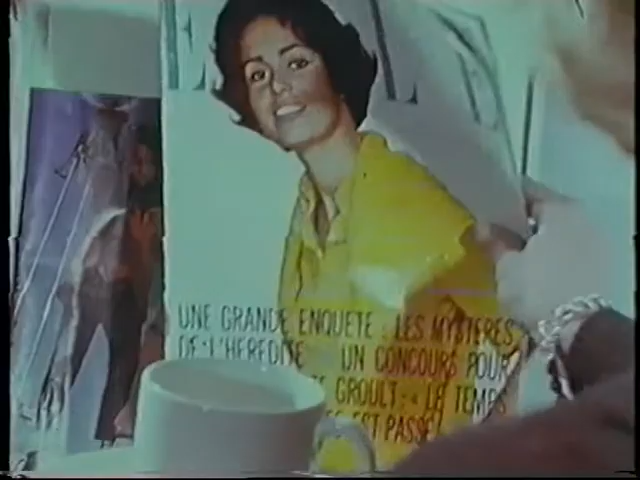 E L
UNE GRANDE ENQUETE : LES MYSTERES
DE L'HEREDITE UN CONCOURS POUR
GROULT : « LE TEMPS
EST PASSE